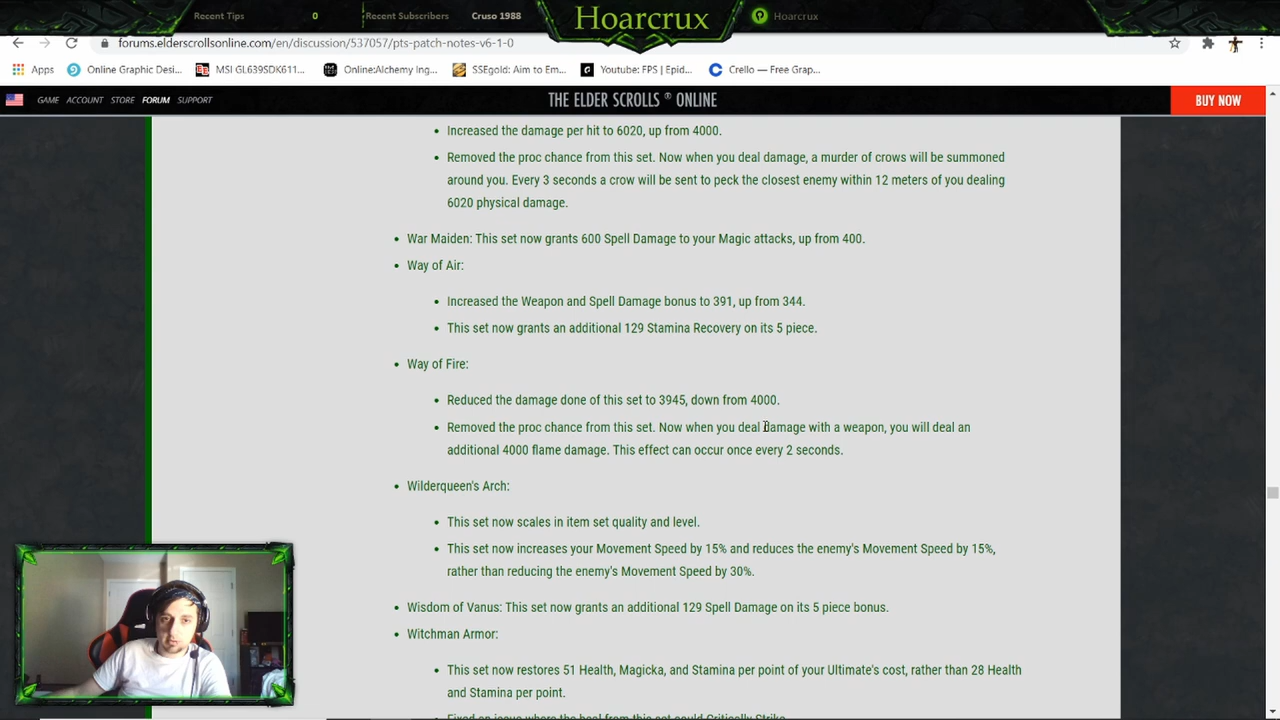 Recent Tips 0 Recent Subscribers Cruso 1988 Hoarcrux Hoarcrux
forums.elderscrollsonline.com/en/discussion/537057/pts-patch-notes-v6-1-0
Apps Online Graphic Desi... MSI GL639SDK611... Online:Alchemy Ing... SSEgold: Aim to Em... Youtube: FPS | Epid... Crello — Free Grap...
GAME ACCOUNT STORE FORUM SUPPORT THE ELDER SCROLLS ® ONLINE BUY NOW
• Increased the damage per hit to 6020, up from 4000.
• Removed the proc chance from this set. Now when you deal damage, a murder of crows will be summoned
around you. Every 3 seconds a crow will be sent to peck the closest enemy within 12 meters of you dealing
6020 physical damage.
• War Maiden: This set now grants 600 Spell Damage to your Magic attacks, up from 400.
• Way of Air:
• Increased the Weapon and Spell Damage bonus to 391, up from 344.
• This set now grants an additional 129 Stamina Recovery on its 5 piece.
• Way of Fire:
• Reduced the damage done of this set to 3945, down from 4000.
• Removed the proc chance from this set. Now when you deal damage with a weapon, you will deal an
additional 4000 flame damage. This effect can occur once every 2 seconds.
• Wilderqueen's Arch:
• This set now scales in item set quality and level.
• This set now increases your Movement Speed by 15% and reduces the enemy's Movement Speed by 15%,
rather than reducing the enemy's Movement Speed by 30%.
• Wisdom of Vanus: This set now grants an additional 129 Spell Damage on its 5 piece bonus.
• Witchman Armor:
• This set now restores 51 Health, Magicka, and Stamina per point of your Ultimate's cost, rather than 28 Health
and Stamina per point.
• Fixed an issue where the heal from this set could Critically Strike.